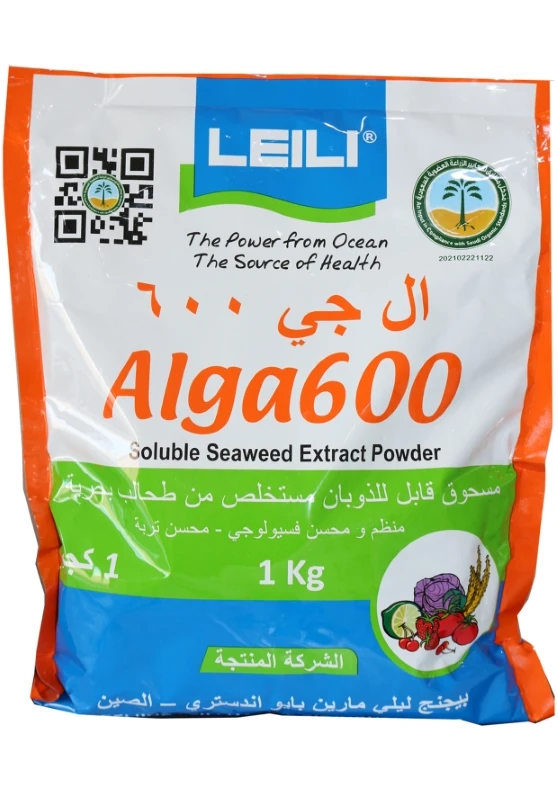 LEILI®
The Power from Ocean
The Source of Health
202102221122
ال جي ٦٠٠
Alga600
Soluble Seaweed Extract Powder
مسحوق قابل للذوبان مستخلص من طحالب بحرية
منظم و محسن فسيولوجي - محسن تربة
1 Kg
1 كجم
الشركة المنتجة
بيجنج ليلي مارين بايو اندستري – الصين